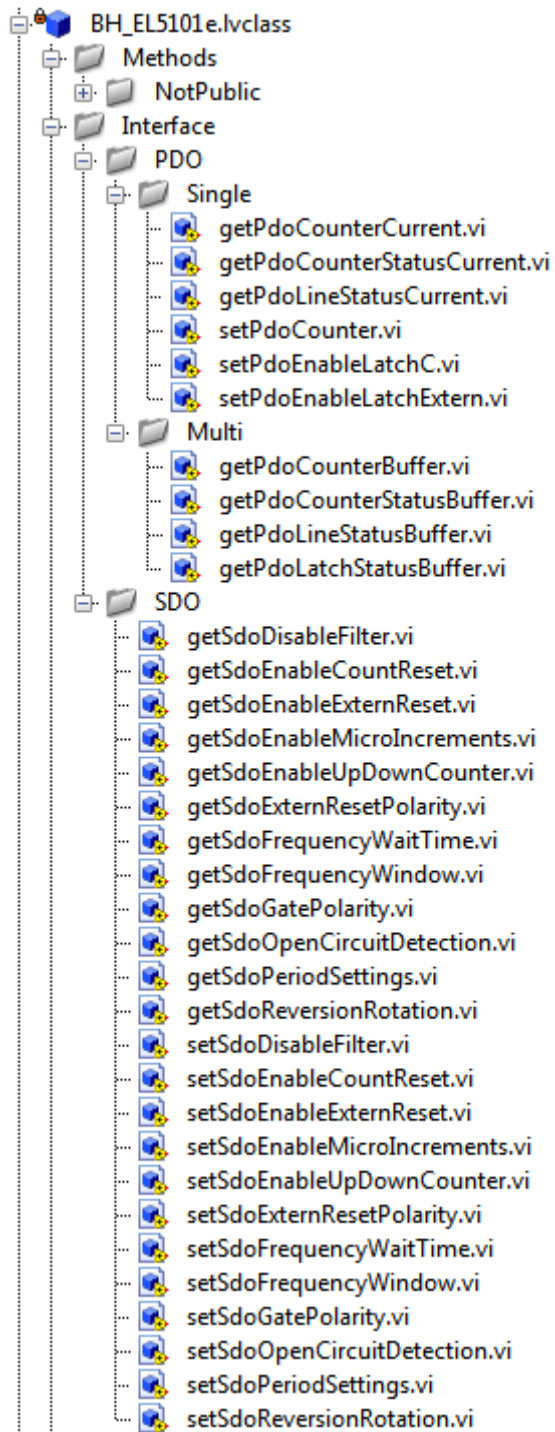 BH_EL5101e.lvclass
Methods
NotPublic
Interface
PDO
Single
getPdoCounterCurrent.vi
getPdoCounterStatusCurrent.vi
getPdoLineStatusCurrent.vi
setPdoCounter.vi
setPdoEnableLatchC.vi
setPdoEnableLatchExtern.vi
Multi
getPdoCounterBuffer.vi
getPdoCounterStatusBuffer.vi
getPdoLineStatusBuffer.vi
getPdoLatchStatusBuffer.vi
SDO
getSdoDisableFilter.vi
getSdoEnableCountReset.vi
getSdoEnableExternReset.vi
getSdoEnableMicroIncrements.vi
getSdoEnableUpDownCounter.vi
getSdoExternResetPolarity.vi
getSdoFrequencyWaitTime.vi
getSdoFrequencyWindow.vi
getSdoGatePolarity.vi
getSdoOpenCircuitDetection.vi
getSdoPeriodSettings.vi
getSdoReversionRotation.vi
setSdoDisableFilter.vi
setSdoEnableCountReset.vi
setSdoEnableExternReset.vi
setSdoEnableMicroIncrements.vi
setSdoEnableUpDownCounter.vi
setSdoExternResetPolarity.vi
setSdoFrequencyWaitTime.vi
setSdoFrequencyWindow.vi
setSdoGatePolarity.vi
setSdoOpenCircuitDetection.vi
setSdoPeriodSettings.vi
setSdoReversionRotation.vi